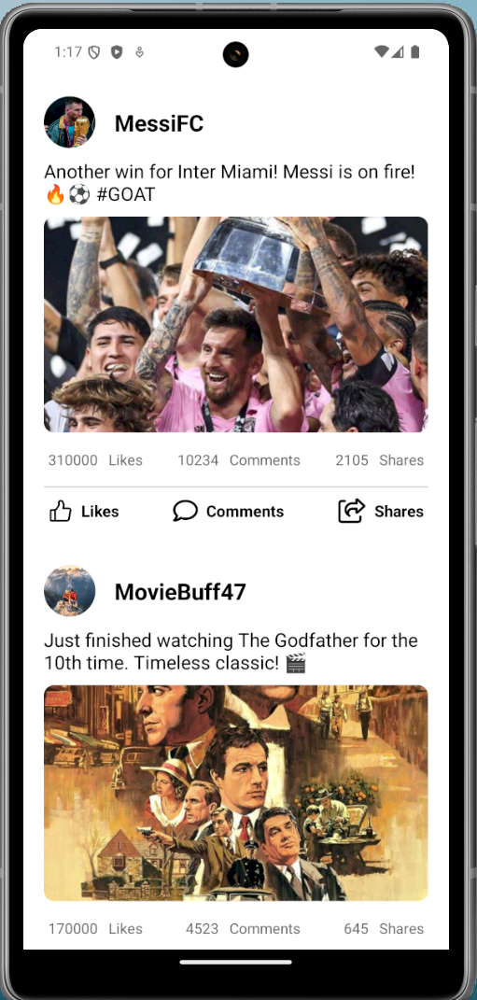 1:17
MessiFC
Another win for Inter Miami! Messi is on fire!
🔥⚽ #GOAT
310000 Likes 10234 Comments 2105 Shares
Likes Comments Shares
MovieBuff47
Just finished watching The Godfather for the
10th time. Timeless classic! 🎬
170000 Likes 4523 Comments 645 Shares